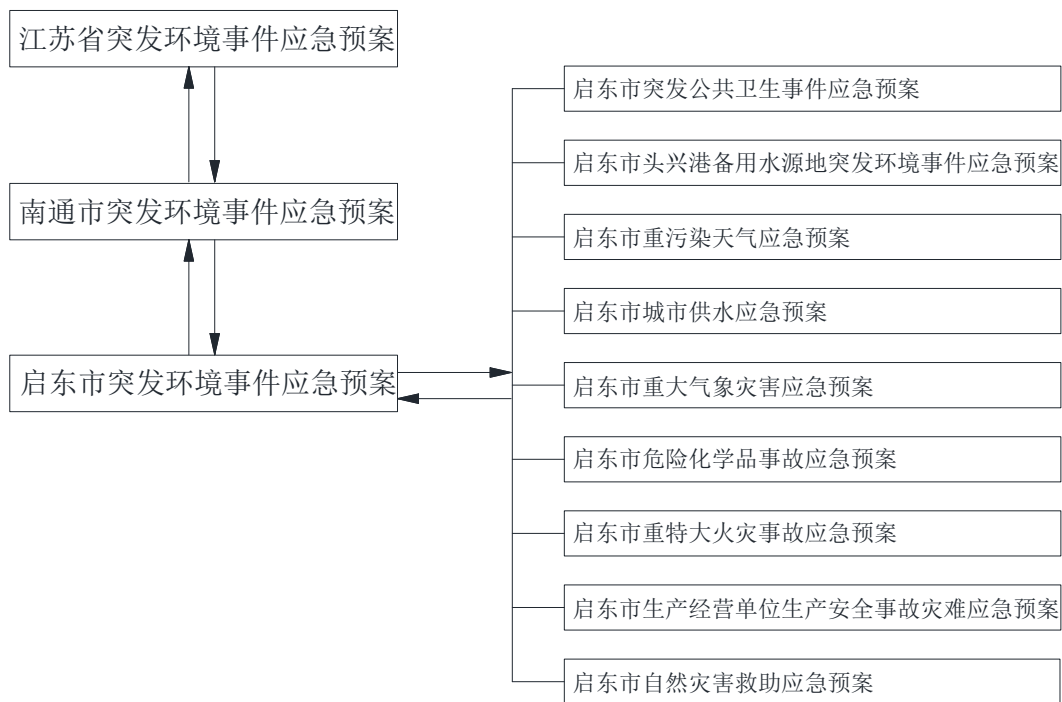 江苏省突发环境事件应急预案
南通市突发环境事件应急预案
启东市突发环境事件应急预案
启东市突发公共卫生事件应急预案
启东市头兴港备用水源地突发环境事件应急预案
启东市重污染天气应急预案
启东市城市供水应急预案
启东市重大气象灾害应急预案
启东市危险化学品事故应急预案
启东市重特大火灾事故应急预案
启东市生产经营单位生产安全事故灾难应急预案
启东市自然灾害救助应急预案